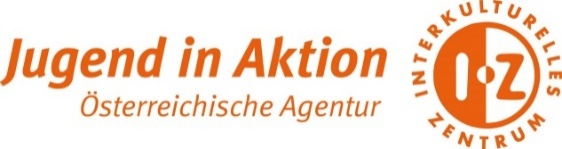 Jugend in Aktion
Österreichische Agentur
INTERKULTURELLES
I·Z
ZENTRUM